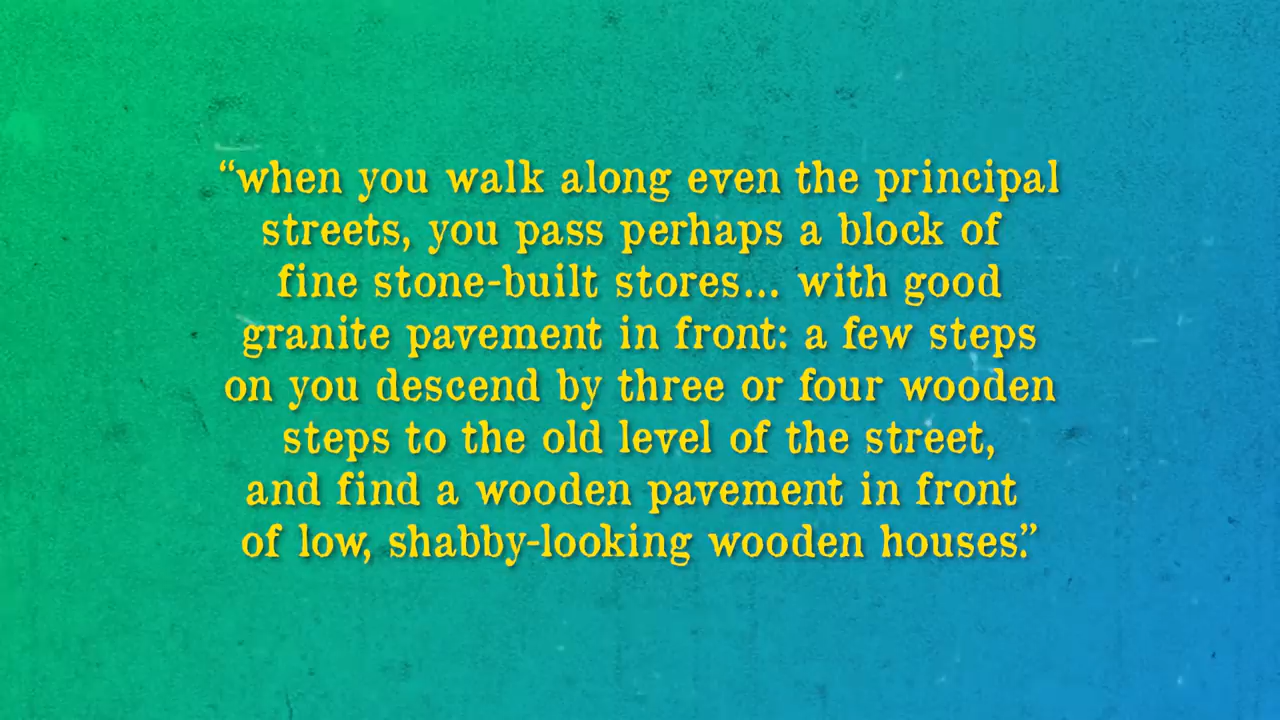 “when you walk along even the principal
streets, you pass perhaps a block of
fine stone-built stores... with good
granite pavement in front: a few steps
on you descend by three or four wooden
steps to the old level of the street,
and find a wooden pavement in front
of low, shabby-looking wooden houses.”